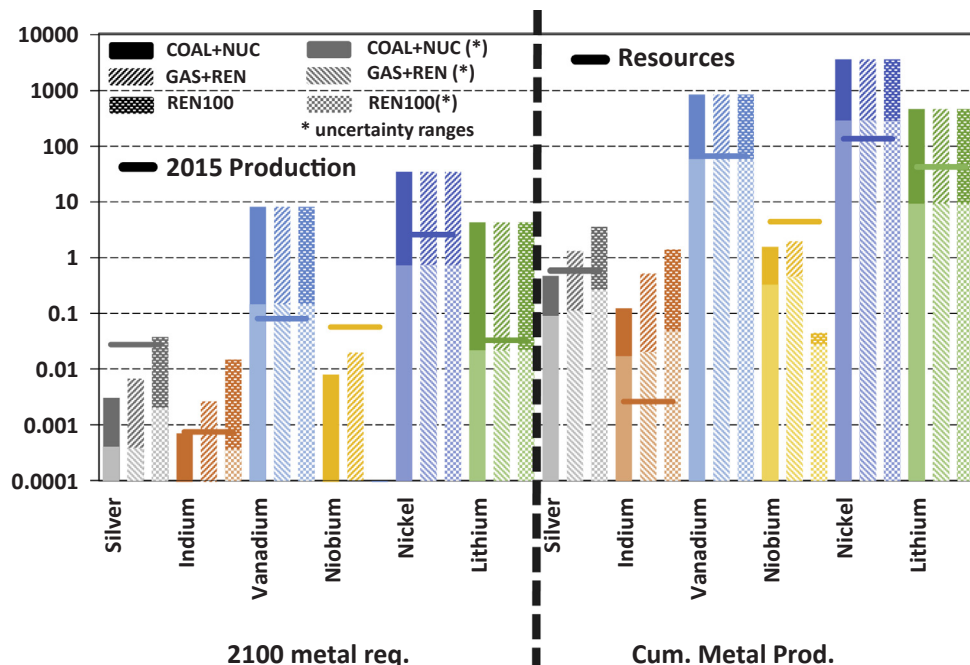 10000
1000
100
10
1
0.1
0.01
0.001
0.0001
COAL+NUC
COAL+NUC (*)
GAS+REN
GAS+REN (*)
REN100
REN100(*)
* uncertainty ranges
2015 Production
Resources
Silver
Indium
Vanadium
Niobium
Nickel
Lithium
Silver
Indium
Vanadium
Niobium
Nickel
Lithium
2100 metal req.
Cum. Metal Prod.